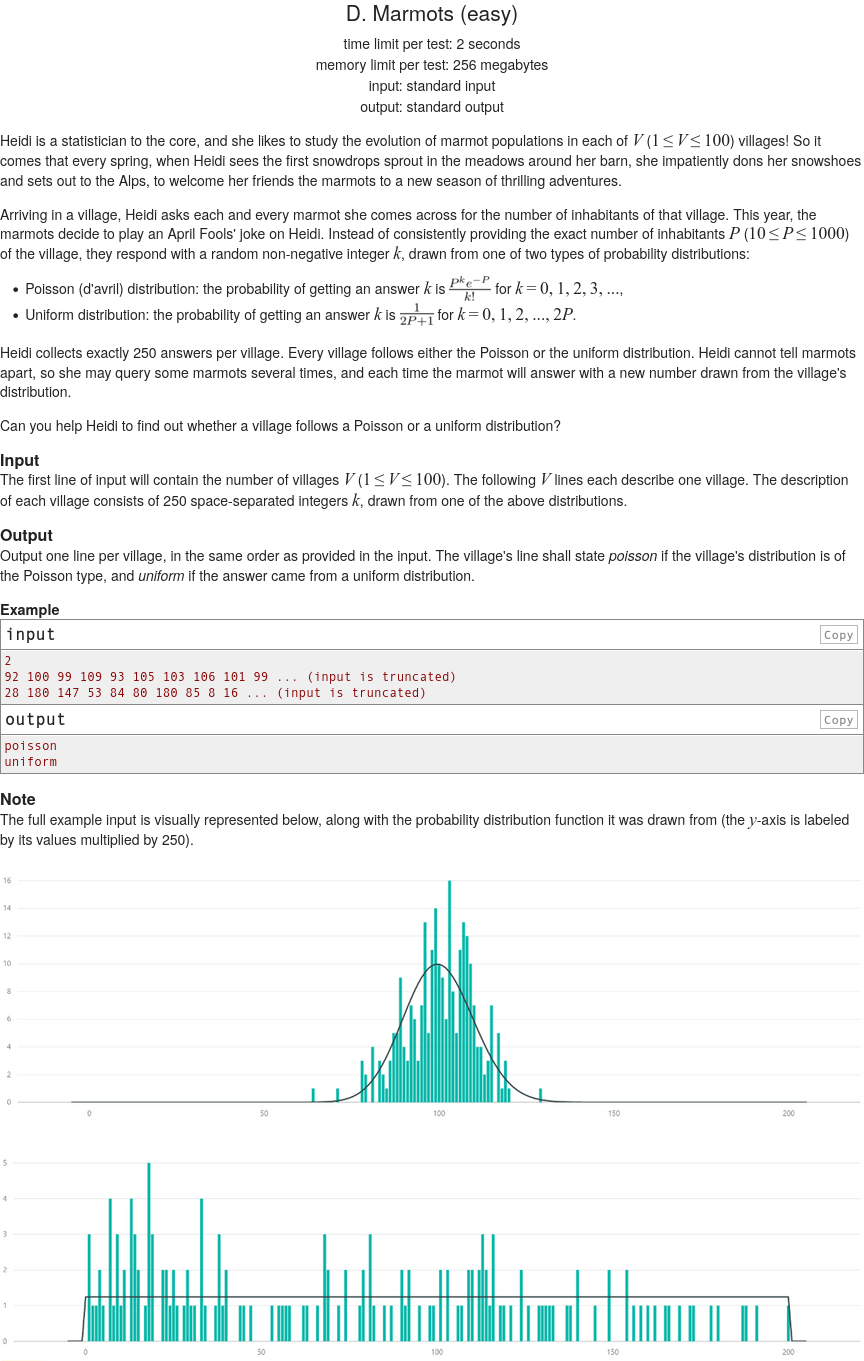 D. Marmots (easy)
time limit per test: 2 seconds
memory limit per test: 256 megabytes
input: standard input
output: standard output
Heidi is a statistician to the core, and she likes to study the evolution of marmot populations in each of V (1 ≤ V ≤ 100) villages! So it
comes that every spring, when Heidi sees the first snowdrops sprout in the meadows around her barn, she impatiently dons her snowshoes
and sets out to the Alps, to welcome her friends the marmots to a new season of thrilling adventures.
Arriving in a village, Heidi asks each and every marmot she comes across for the number of inhabitants of that village. This year, the
marmots decide to play an April Fools' joke on Heidi. Instead of consistently providing the exact number of inhabitants P (10 ≤ P ≤ 1000)
of the village, they respond with a random non-negative integer k, drawn from one of two types of probability distributions:
• Poisson (d'avril) distribution: the probability of getting an answer k is P^k e^-P / k! for k = 0, 1, 2, 3, ...,
• Uniform distribution: the probability of getting an answer k is 1 / 2P+1 for k = 0, 1, 2, ..., 2P.
Heidi collects exactly 250 answers per village. Every village follows either the Poisson or the uniform distribution. Heidi cannot tell marmots
apart, so she may query some marmots several times, and each time the marmot will answer with a new number drawn from the village's
distribution.
Can you help Heidi to find out whether a village follows a Poisson or a uniform distribution?
Input
The first line of input will contain the number of villages V (1 ≤ V ≤ 100). The following V lines each describe one village. The description
of each village consists of 250 space-separated integers k, drawn from one of the above distributions.
Output
Output one line per village, in the same order as provided in the input. The village's line shall state poisson if the village's distribution is of
the Poisson type, and uniform if the answer came from a uniform distribution.
Example
input Copy
2
92 100 99 109 93 105 103 106 101 99 ... (input is truncated)
28 180 147 53 84 80 180 85 8 16 ... (input is truncated)
output Copy
poisson
uniform
Note
The full example input is visually represented below, along with the probability distribution function it was drawn from (the y-axis is labeled
by its values multiplied by 250).
16
14
12
10
8
6
4
2
0
0 50 100 150 200
5
4
3
2
1
0
0 50 100 150 200